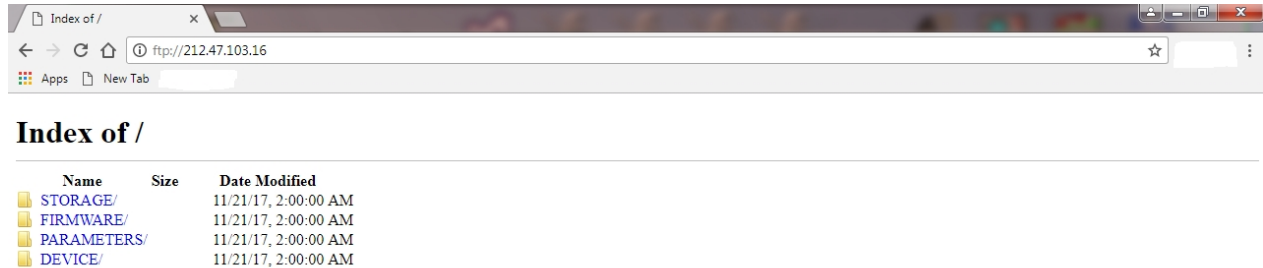 Index of /
ftp://212.47.103.16
Apps New Tab
Index of /
Name Size Date Modified
STORAGE/ 11/21/17, 2:00:00 AM
FIRMWARE/ 11/21/17, 2:00:00 AM
PARAMETERS/ 11/21/17, 2:00:00 AM
DEVICE/ 11/21/17, 2:00:00 AM